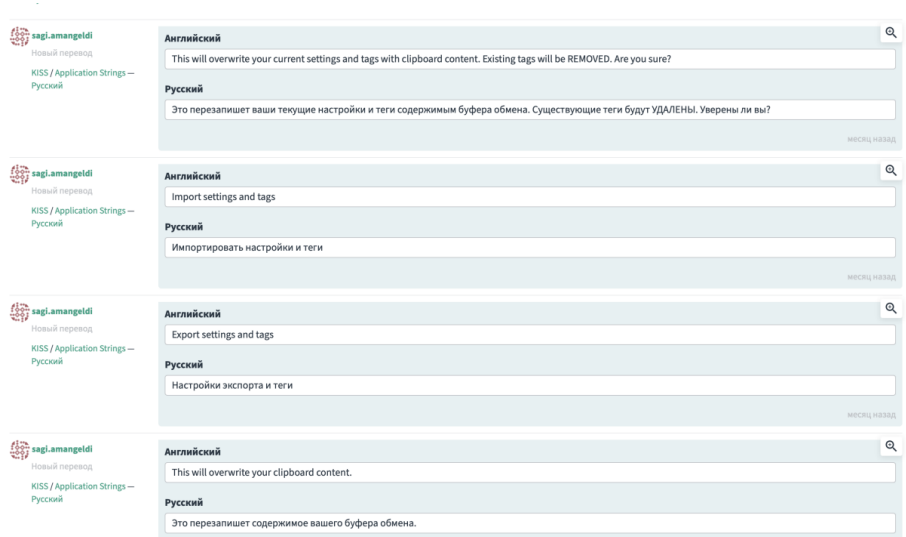 sagi.amangeldi
Новый перевод
KISS / Application Strings —
Русский
Английский
This will overwrite your current settings and tags with clipboard content. Existing tags will be REMOVED. Are you sure?
Русский
Это перезапишет ваши текущие настройки и теги содержимым буфера обмена. Существующие теги будут УДАЛЕНЫ. Уверены ли вы?
месяц назад
sagi.amangeldi
Новый перевод
KISS / Application Strings —
Русский
Английский
Import settings and tags
Русский
Импортировать настройки и теги
месяц назад
sagi.amangeldi
Новый перевод
KISS / Application Strings —
Русский
Английский
Export settings and tags
Русский
Настройки экспорта и теги
месяц назад
sagi.amangeldi
Новый перевод
KISS / Application Strings —
Русский
Английский
This will overwrite your clipboard content.
Русский
Это перезапишет содержимое вашего буфера обмена.